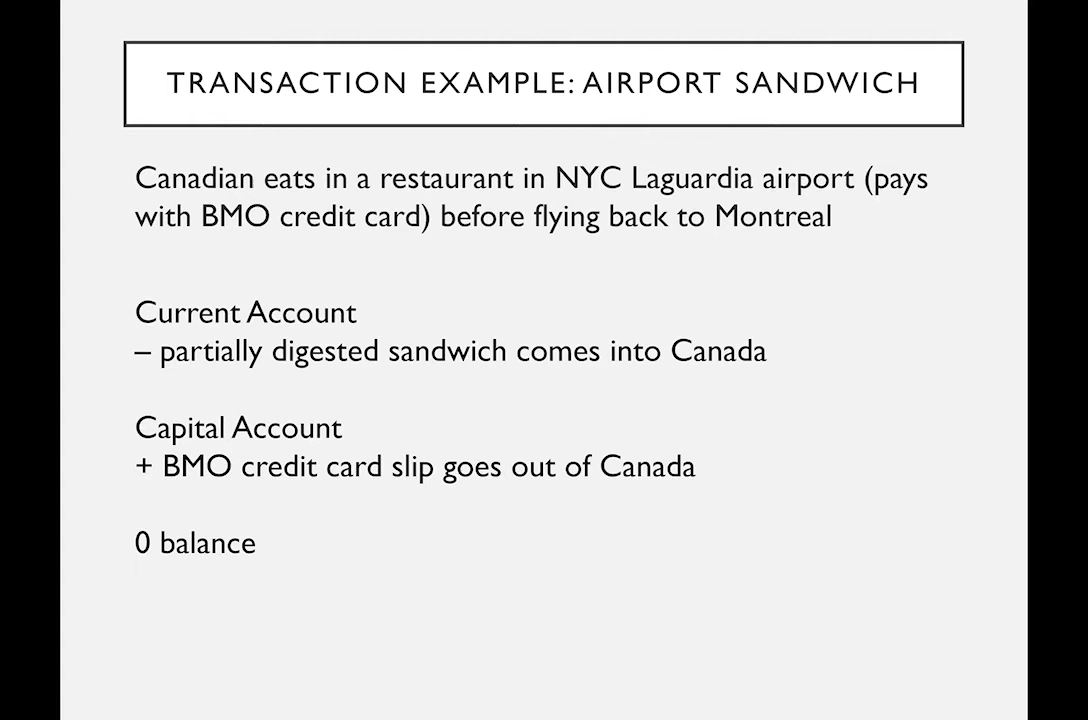 TRANSACTION EXAMPLE: AIRPORT SANDWICH
Canadian eats in a restaurant in NYC Laguardia airport (pays
with BMO credit card) before flying back to Montreal
Current Account
– partially digested sandwich comes into Canada
Capital Account
+ BMO credit card slip goes out of Canada
0 balance